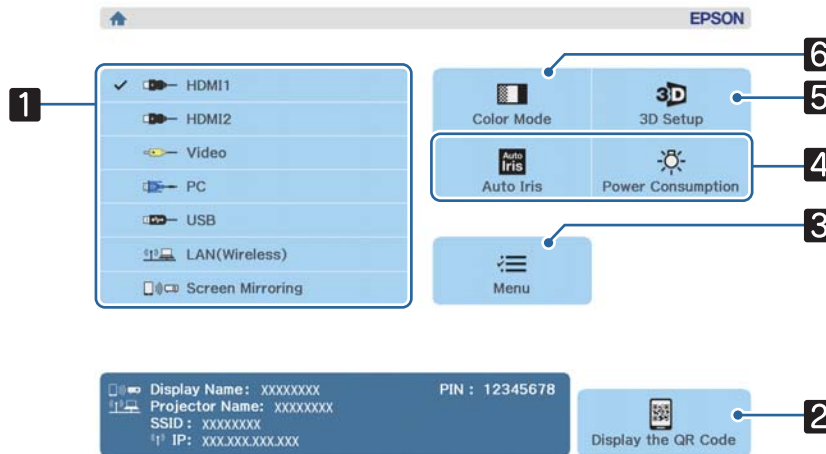 EPSON
1
HDMI1
HDMI2
Video
PC
USB
LAN(Wireless)
Screen Mirroring
Color Mode
3D
3D Setup
6
5
Auto Iris
Auto Iris
Power Consumption
4
3
Menu
Display Name: XXXXXXXX
PIN : 12345678
Projector Name: XXXXXXXX
SSID : XXXXXXXX
IP: XXX.XXX.XXX.XXX
Display the QR Code
2